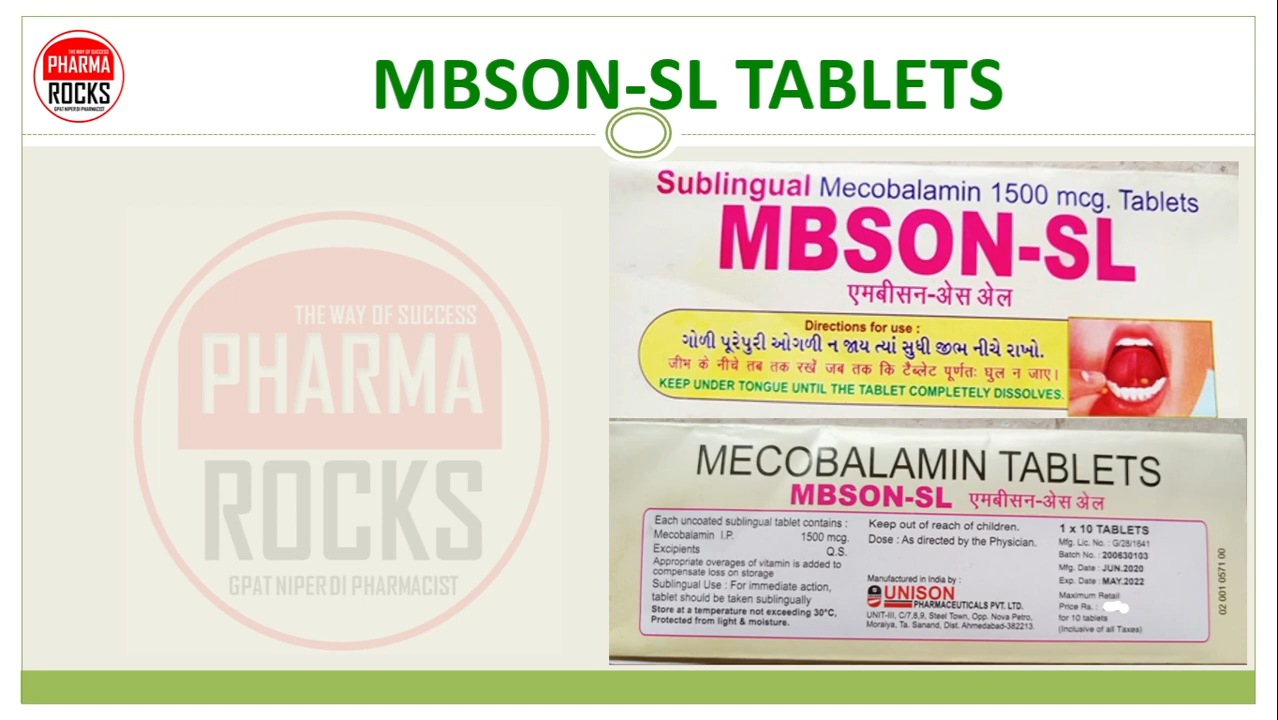 THE WAY OF SUCCESS
PHARMA
ROCKS
GPAT NIPER DI PHARMACIST
MBSON-SL TABLETS
THE WAY OF SUCCESS
PHARMA
ROCKS
GPAT NIPER DI PHARMACIST
Sublingual Mecobalamin 1500 mcg. Tablets
MBSON-SL
एमबीसन-अेस अेल
Directions for use :
ગોળી પૂરેપૂરી ઓગળી ન જાય ત્યાં સુધી જીભ નીચે રાખો.
जीभ के नीचे तब तक रखें जब तक कि टैब्लेट पूर्णतः घुल न जाए।
KEEP UNDER TONGUE UNTIL THE TABLET COMPLETELY DISSOLVES.
MECOBALAMIN TABLETS
MBSON-SL एमबीसन-अेस अेल
Each uncoated sublingual tablet contains :
Mecobalamin I.P. 1500 mcg.
Excipients Q.S.
Appropriate overages of vitamin is added to
compensate loss on storage
Sublingual Use : For immediate action,
tablet should be taken sublingually
Store at a temperature not exceeding 30°C,
Protected from light & moisture.
Keep out of reach of children.
Dose : As directed by the Physician.
Manufactured in India by :
UNISON
PHARMACEUTICALS PVT. LTD.
UNIT-III, C/7,8,9, Steel Town, Opp. Nova Petro,
Moraiya, Ta. Sanand, Dist. Ahmedabad-382213.
1 x 10 TABLETS
Mfg. Lic. No. : G/28/1641
Batch No. : 200630103
Mfg. Date : JUN.2020
Exp. Date : MAY.2022
Maximum Retail
Price Rs. :
for 10 tablets
(Inclusive of all Taxes)
02 001 0571 00